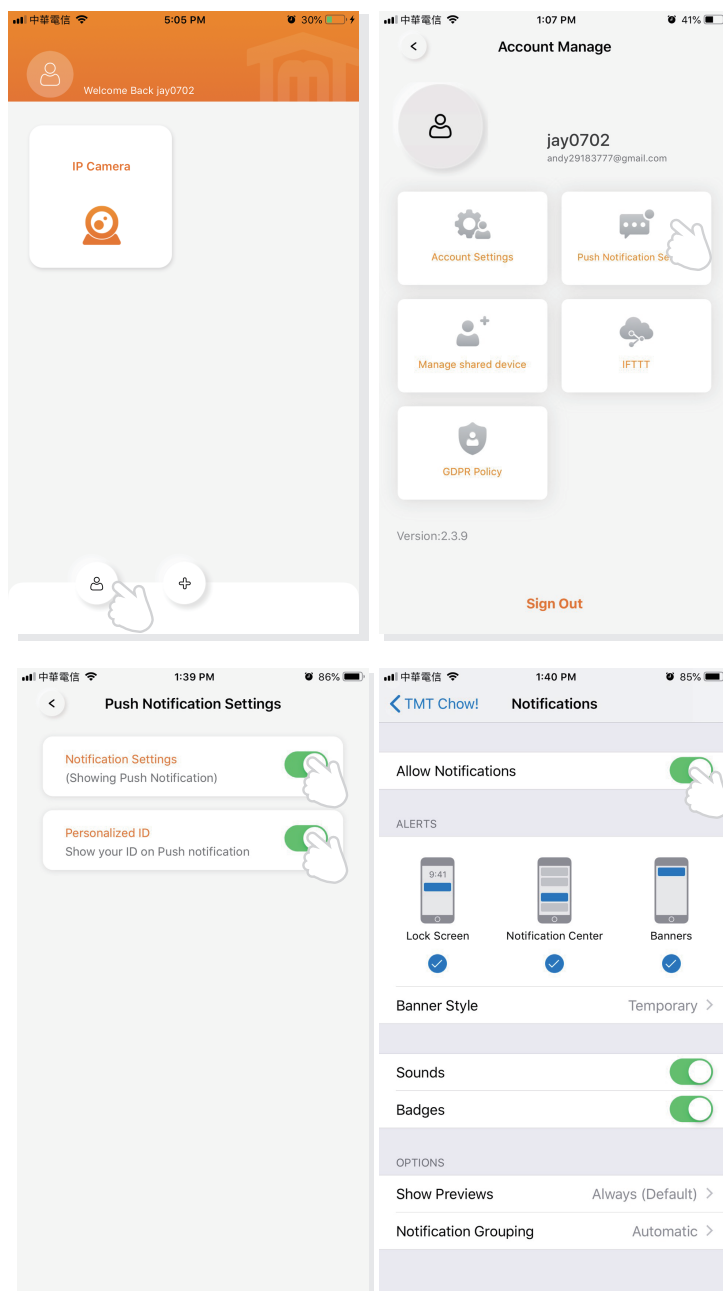 中華電信 5:05 PM 30%
Welcome Back jay0702
IP Camera
中華電信 1:07 PM 41%
Account Manage
jay0702
andy29183777@gmail.com
Account Settings
Push Notification Se
Manage shared device
IFTTT
GDPR Policy
Version:2.3.9
Sign Out
中華電信 1:39 PM 86%
Push Notification Settings
Notification Settings
(Showing Push Notification)
Personalized ID
Show your ID on Push notification
中華電信 1:40 PM 85%
TMT Chow! Notifications
Allow Notifications
ALERTS
9:41
Lock Screen Notification Center Banners
Banner Style Temporary
Sounds
Badges
OPTIONS
Show Previews Always (Default)
Notification Grouping Automatic